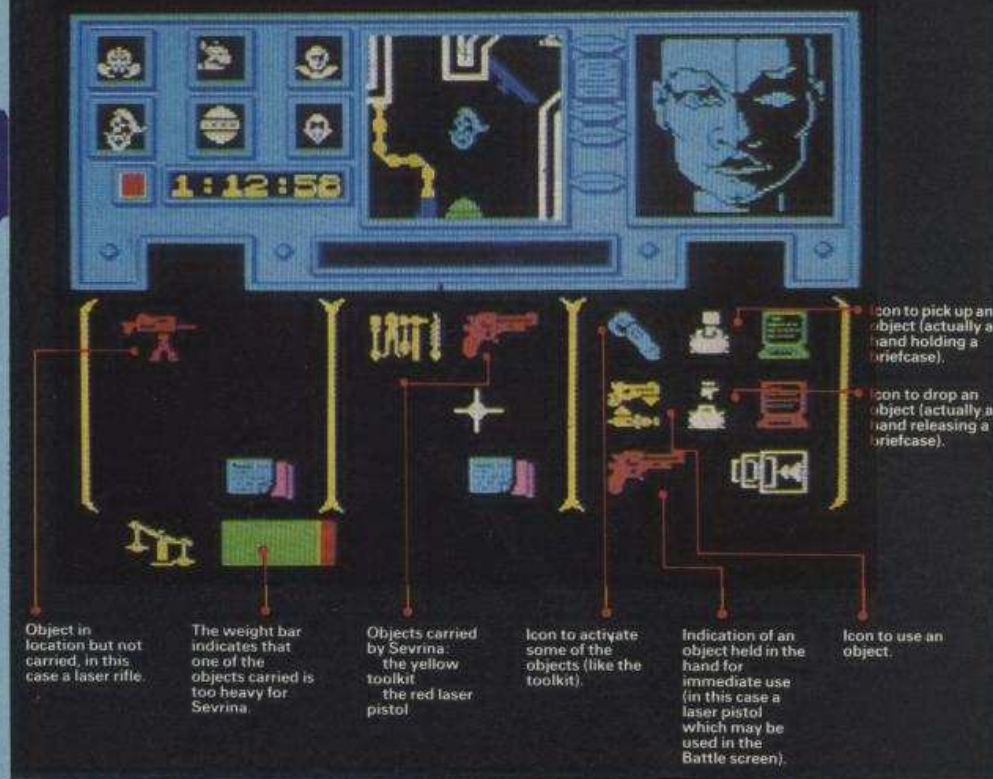 1:12:58
Icon to pick up an
object (actually a
hand holding a
briefcase).
Icon to drop an
object (actually a
hand releasing a
briefcase).
Object in
location but not
carried, in this
case a laser rifle.
The weight bar
indicates that
one of the
objects carried is
too heavy for
Sevrina.
Objects carried
by Sevrina:
the yellow
toolkit
the red laser
pistol
Icon to activate
some of the
objects (like the
toolkit).
Indication of an
object held in the
hand for
immediate use
(in this case a
laser pistol
which may be
used in the
Battle screen).
Icon to use an
object.